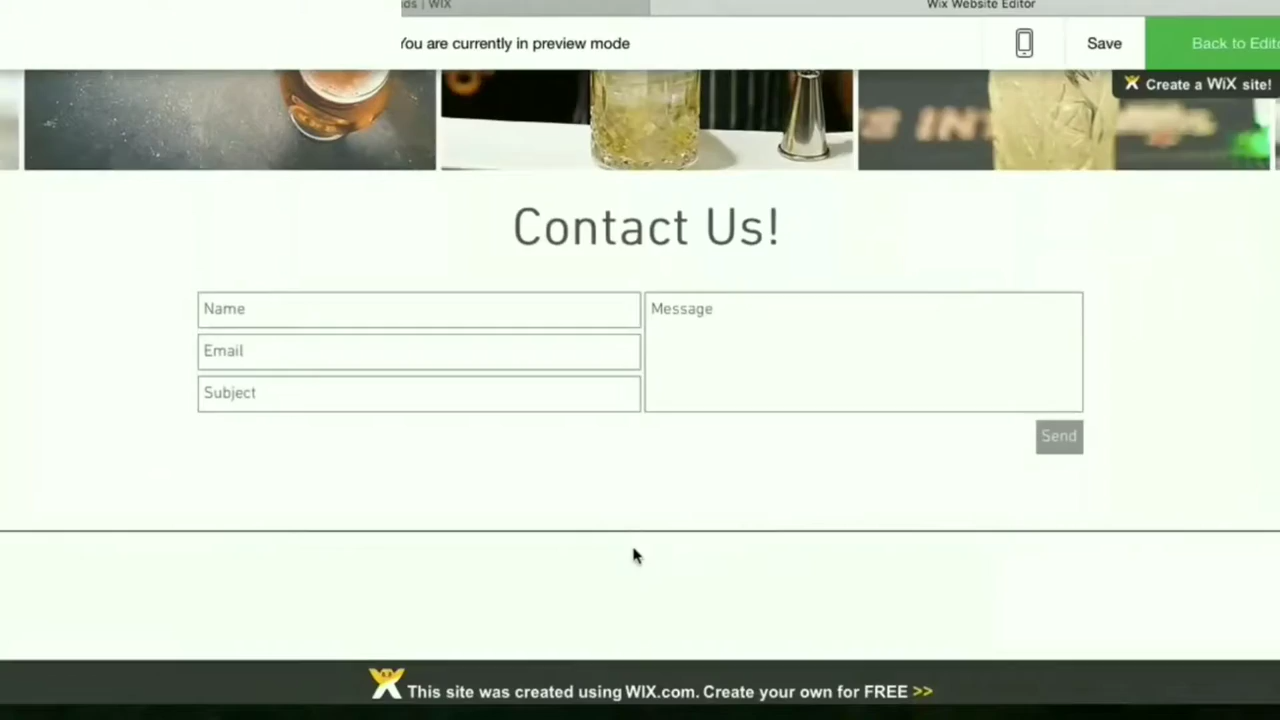 WIX
Wix Website Editor
You are currently in preview mode
Save
Back to
Create a WiX site!
Contact Us!
Name
Message
Email
Subject
Send
This site was created using WIX.com. Create your own for FREE >>